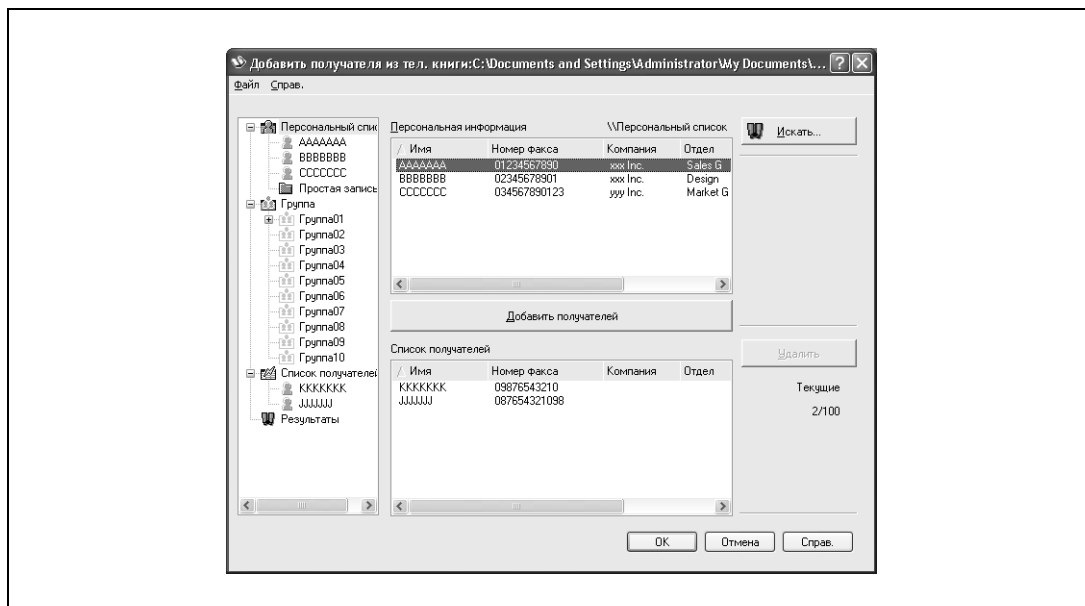 Добавить получателя из тел. книги:C:\Documents and Settings\Administrator\My Documents\...
Файл Справ.
Персональный спис
AAAAAAA
BBBBBBB
CCCCCCC
Простая запись
Группа
Группа01
Группа02
Группа03
Группа04
Группа05
Группа06
Группа07
Группа08
Группа09
Группа10
Список получателей
KKKKKKK
JJJJJJJ
Результаты
Персональная информация \\Персональный список
/ Имя Номер факса Компания Отдел
AAAAAAA 01234567890 xxx Inc. Sales G
BBBBBBB 02345678901 xxx Inc. Design
CCCCCCC 034567890123 yyy Inc. Market G
Добавить получателей
Список получателей
/ Имя Номер факса Компания Отдел
KKKKKKK 09876543210
JJJJJJJ 087654321098
Искать...
Удалить
Текущие
2/100
OK Отмена Справ.